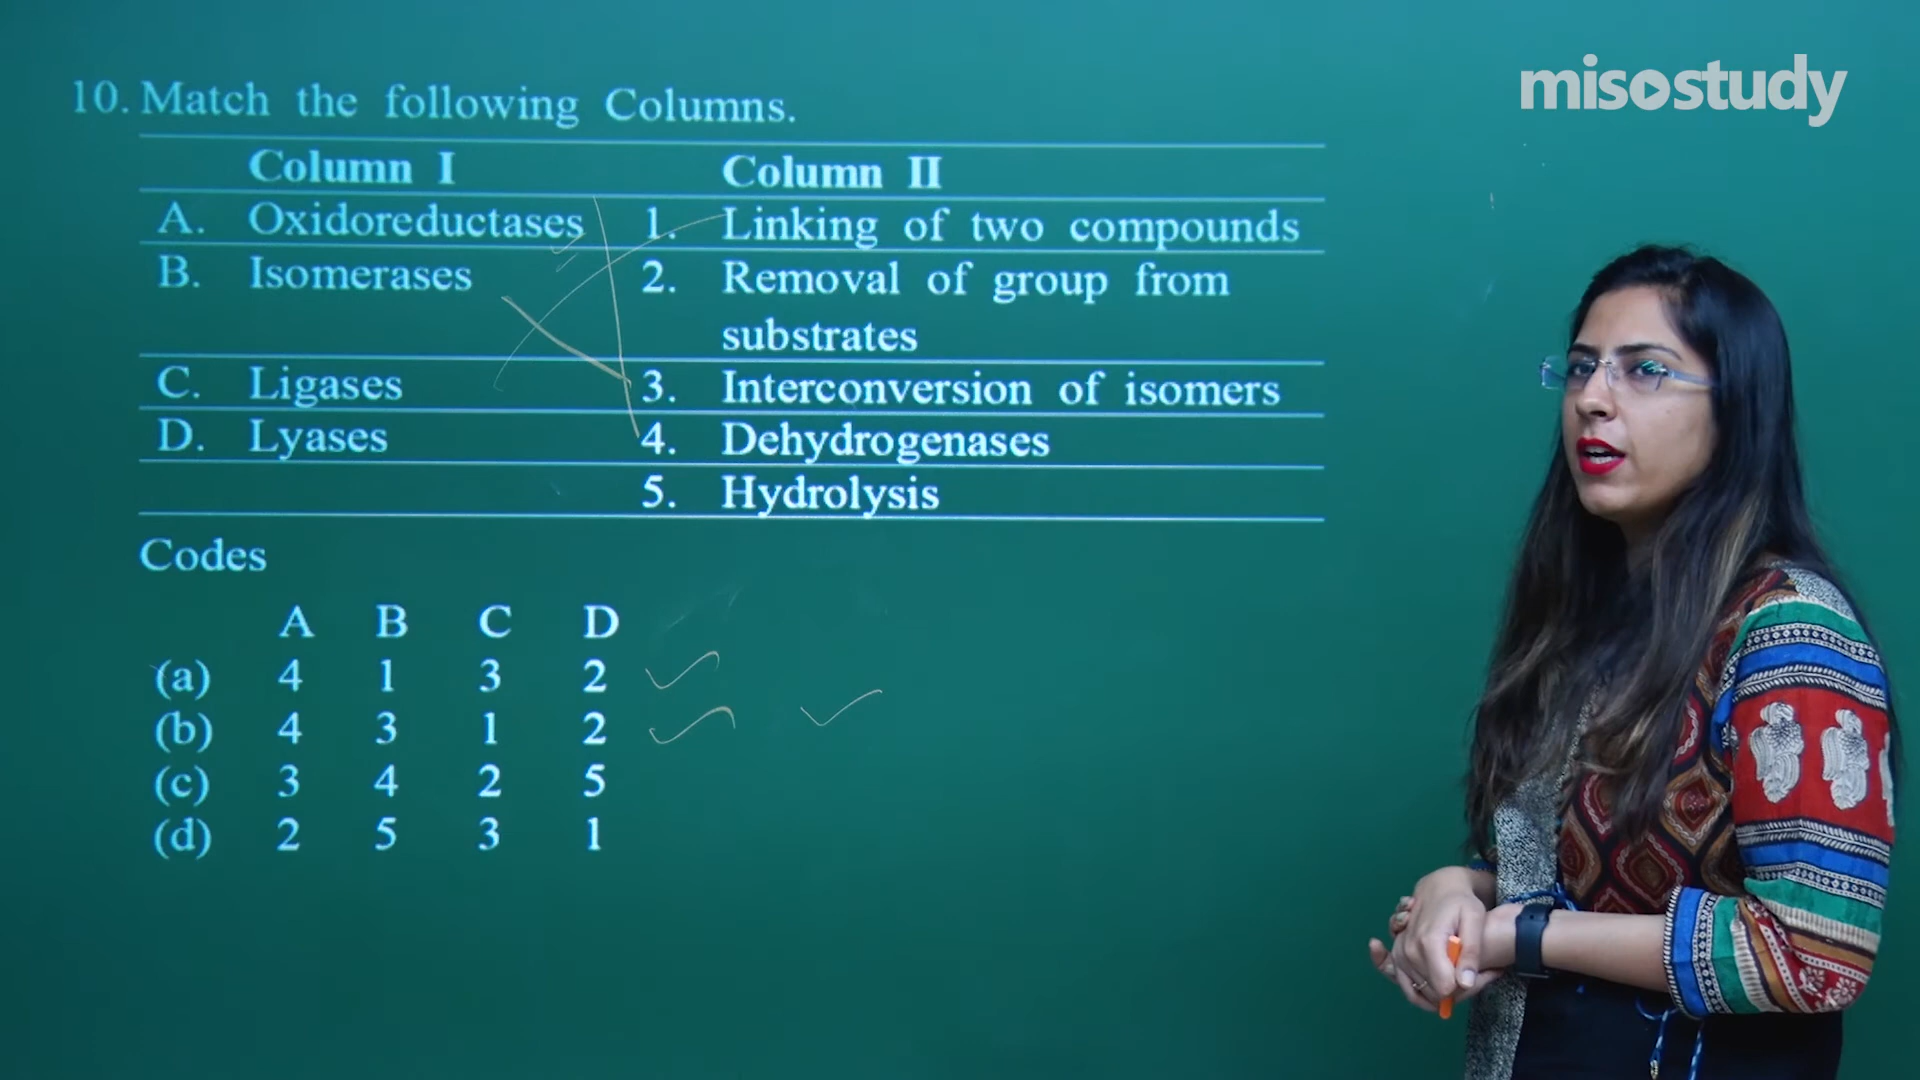 misostudy
10. Match the following Columns.
Column I Column II
A. Oxidoreductases 1. Linking of two compounds
B. Isomerases 2. Removal of group from
substrates
C. Ligases 3. Interconversion of isomers
D. Lyases 4. Dehydrogenases
5. Hydrolysis
Codes
A B C D
(a) 4 1 3 2
(b) 4 3 1 2
(c) 3 4 2 5
(d) 2 5 3 1